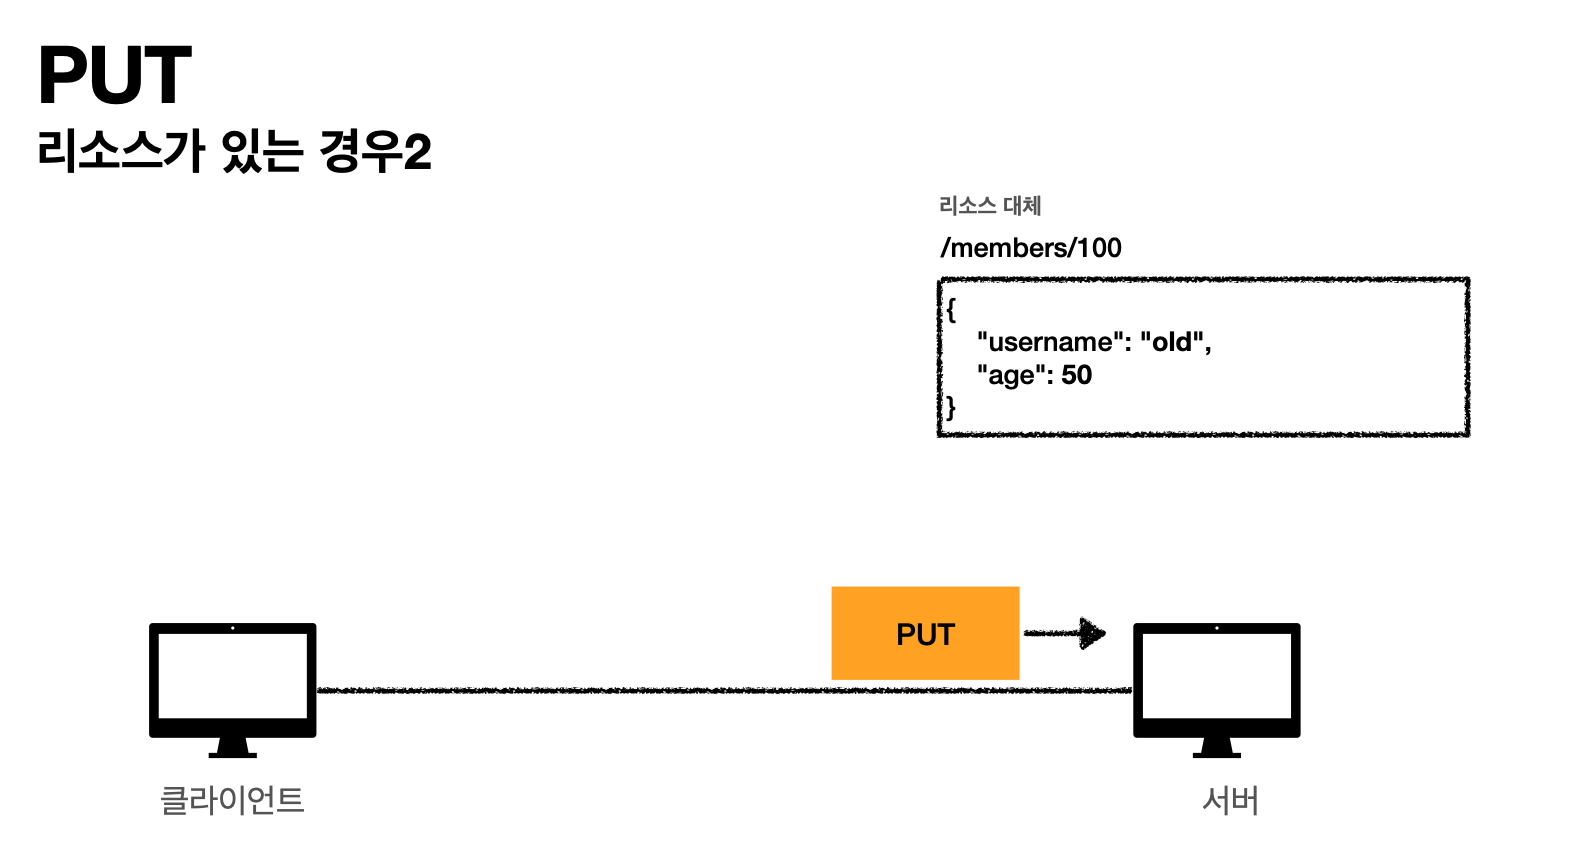 PUT
리소스가 있는 경우2
리소스 대체
/members/100
{
"username": "old",
"age": 50
}
PUT
클라이언트
서버